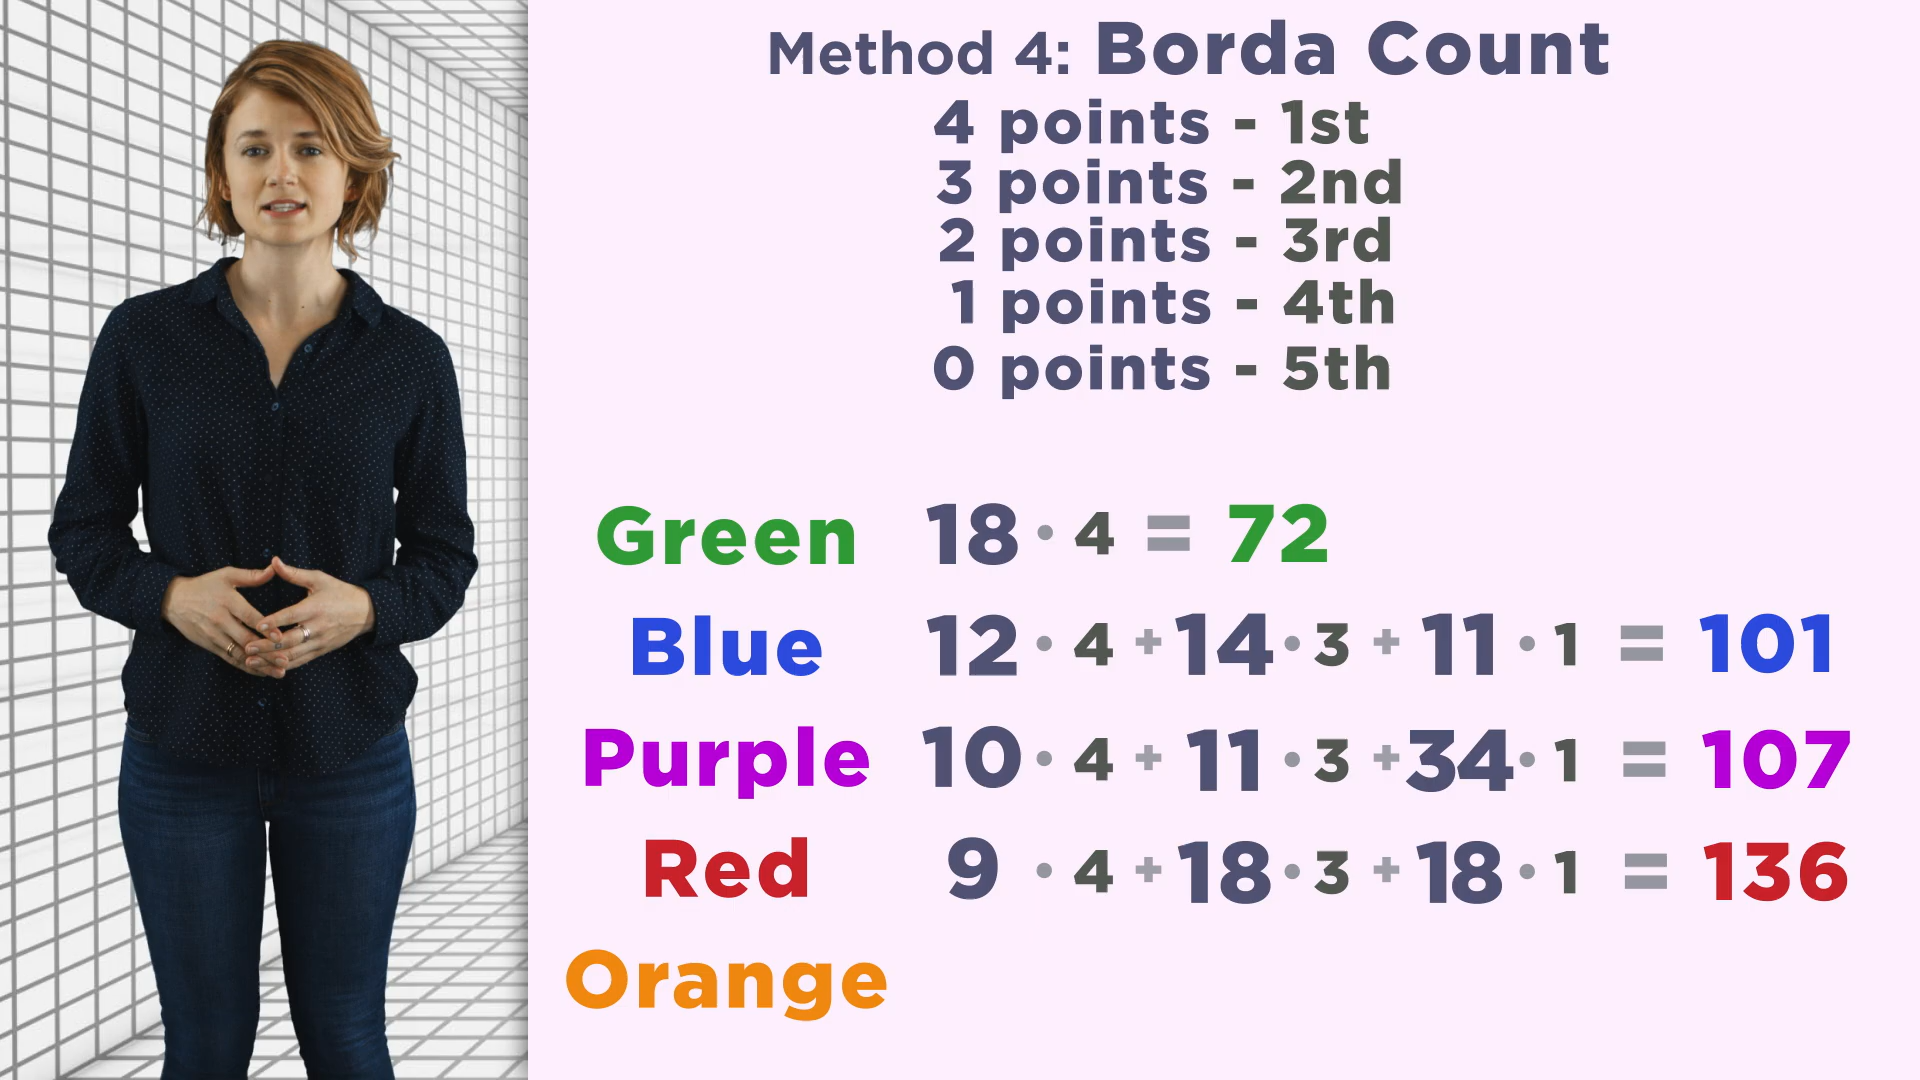 Method 4: Borda Count
4 points - 1st
3 points - 2nd
2 points - 3rd
1 points - 4th
0 points - 5th
Green 18 · 4 = 72
Blue 12 · 4 + 14 · 3 + 11 · 1 = 101
Purple 10 · 4 + 11 · 3 + 34 · 1 = 107
Red 9 · 4 + 18 · 3 + 18 · 1 = 136
Orange